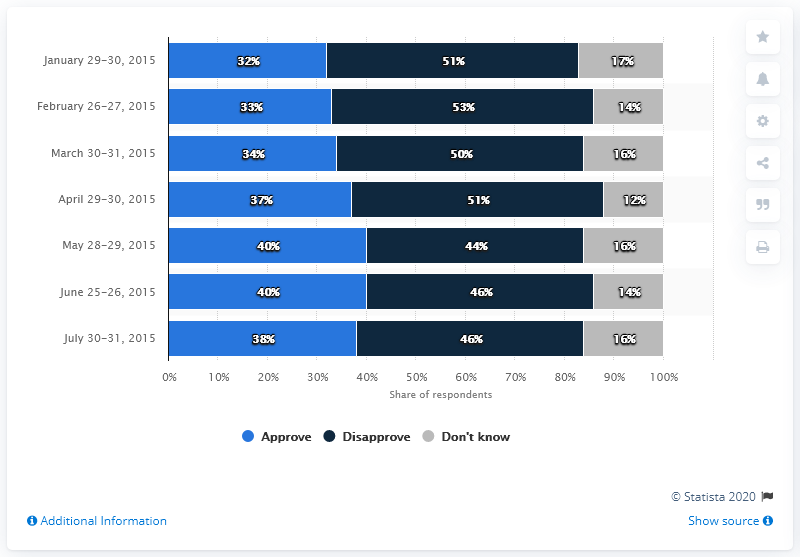 January 29-30, 2015 32% 51% 17%
February 26-27, 2015 33% 53% 14%
March 30-31, 2015 34% 50% 16%
April 29-30, 2015 37% 51% 12%
May 28-29, 2015 40% 44% 16%
June 25-26, 2015 40% 46% 14%
July 30-31, 2015 38% 46% 16%
0% 10% 20% 30% 40% 50% 60% 70% 80% 90% 100%
Share of respondents
Approve Disapprove Don't know
© Statista 2020
Additional Information Show source